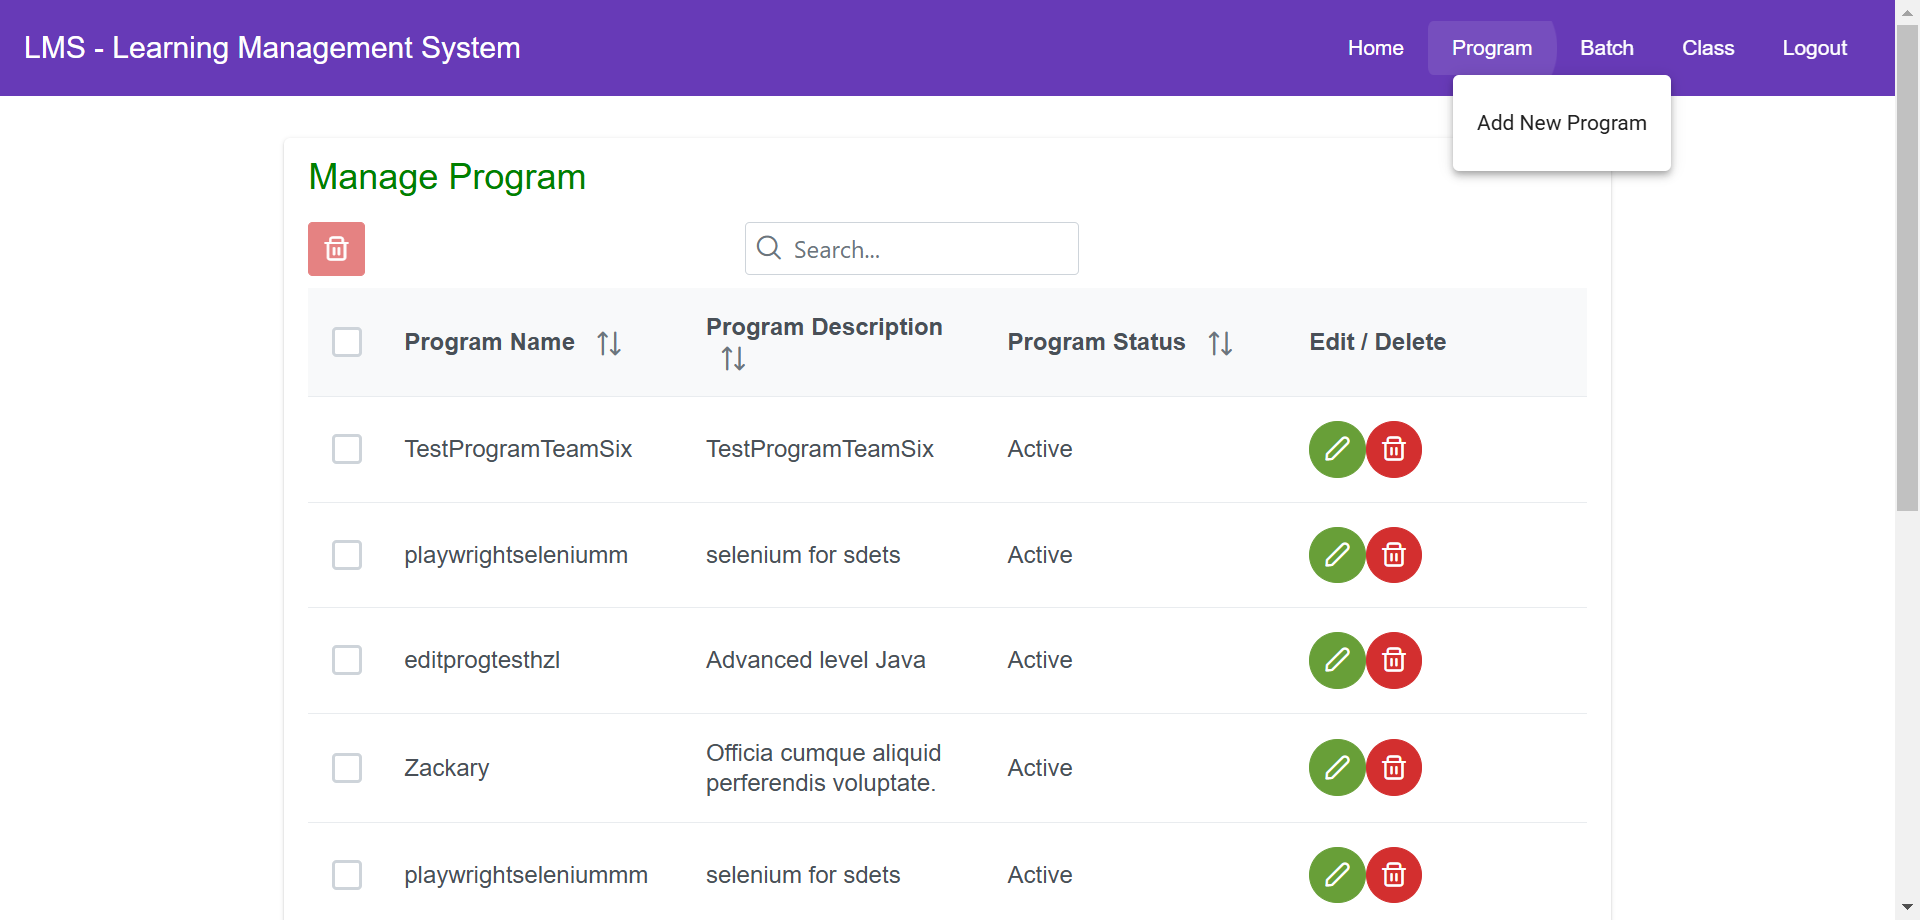 LMS - Learning Management System
Home
Program
Batch
Class
Logout
Add New Program
Manage Program
Search...
Program Name
Program Description
Program Status
Edit / Delete
TestProgramTeamSix
TestProgramTeamSix
Active
playwrightseleniumm
selenium for sdets
Active
editprogtesthzl
Advanced level Java
Active
Zackary
Officia cumque aliquid
perferendis voluptate.
Active
playwrightseleniummm
selenium for sdets
Active